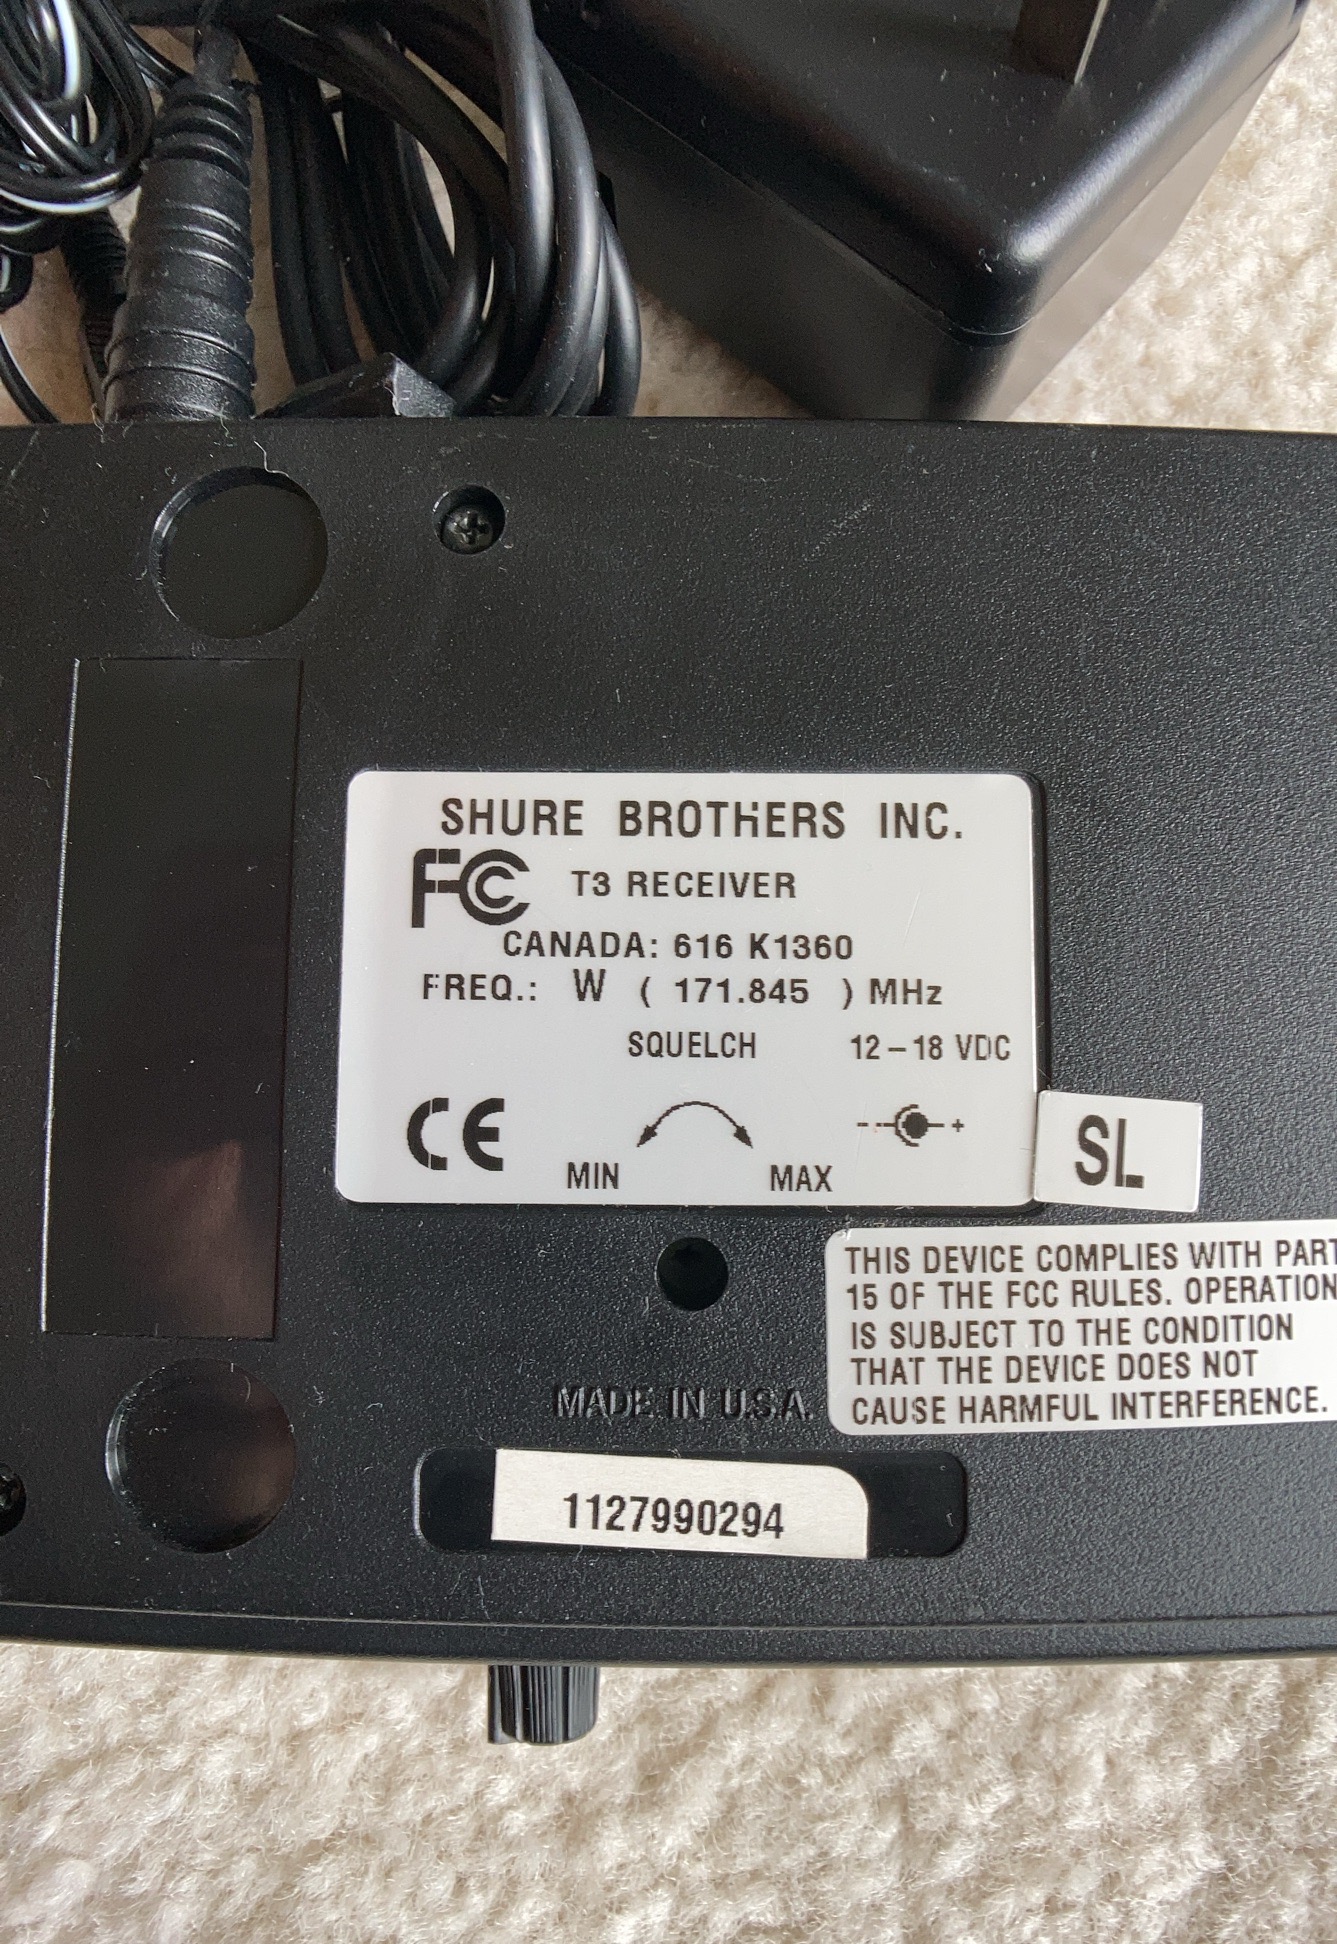 SHURE BROTHERS INC.
FC T3 RECEIVER
CANADA: 616 K1360
FREQ.: W ( 171.845 ) MHz
SQUELCH 12-18 VDC
CE MIN MAX - +
SL
THIS DEVICE COMPLIES WITH PART
15 OF THE FCC RULES. OPERATION
IS SUBJECT TO THE CONDITION
THAT THE DEVICE DOES NOT
CAUSE HARMFUL INTERFERENCE.
MADE IN U.S.A.
1127990294